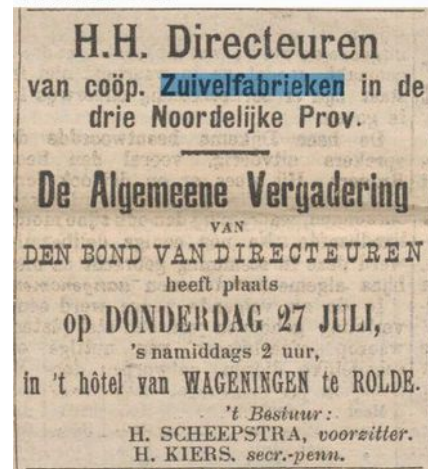 H.H. Directeuren
van coöp. Zuivelfabrieken in de
drie Noordelijke Prov.
De Algemeene Vergadering
VAN
DEN BOND VAN DIRECTEUREN
heeft plaats
op DONDERDAG 27 JULI,
's namiddags 2 uur,
in 't hôtel van WAGENINGEN te ROLDE.
't Bestuur:
H. SCHEEPSTRA, voorzitter.
H. KIERS, secr.-penn.